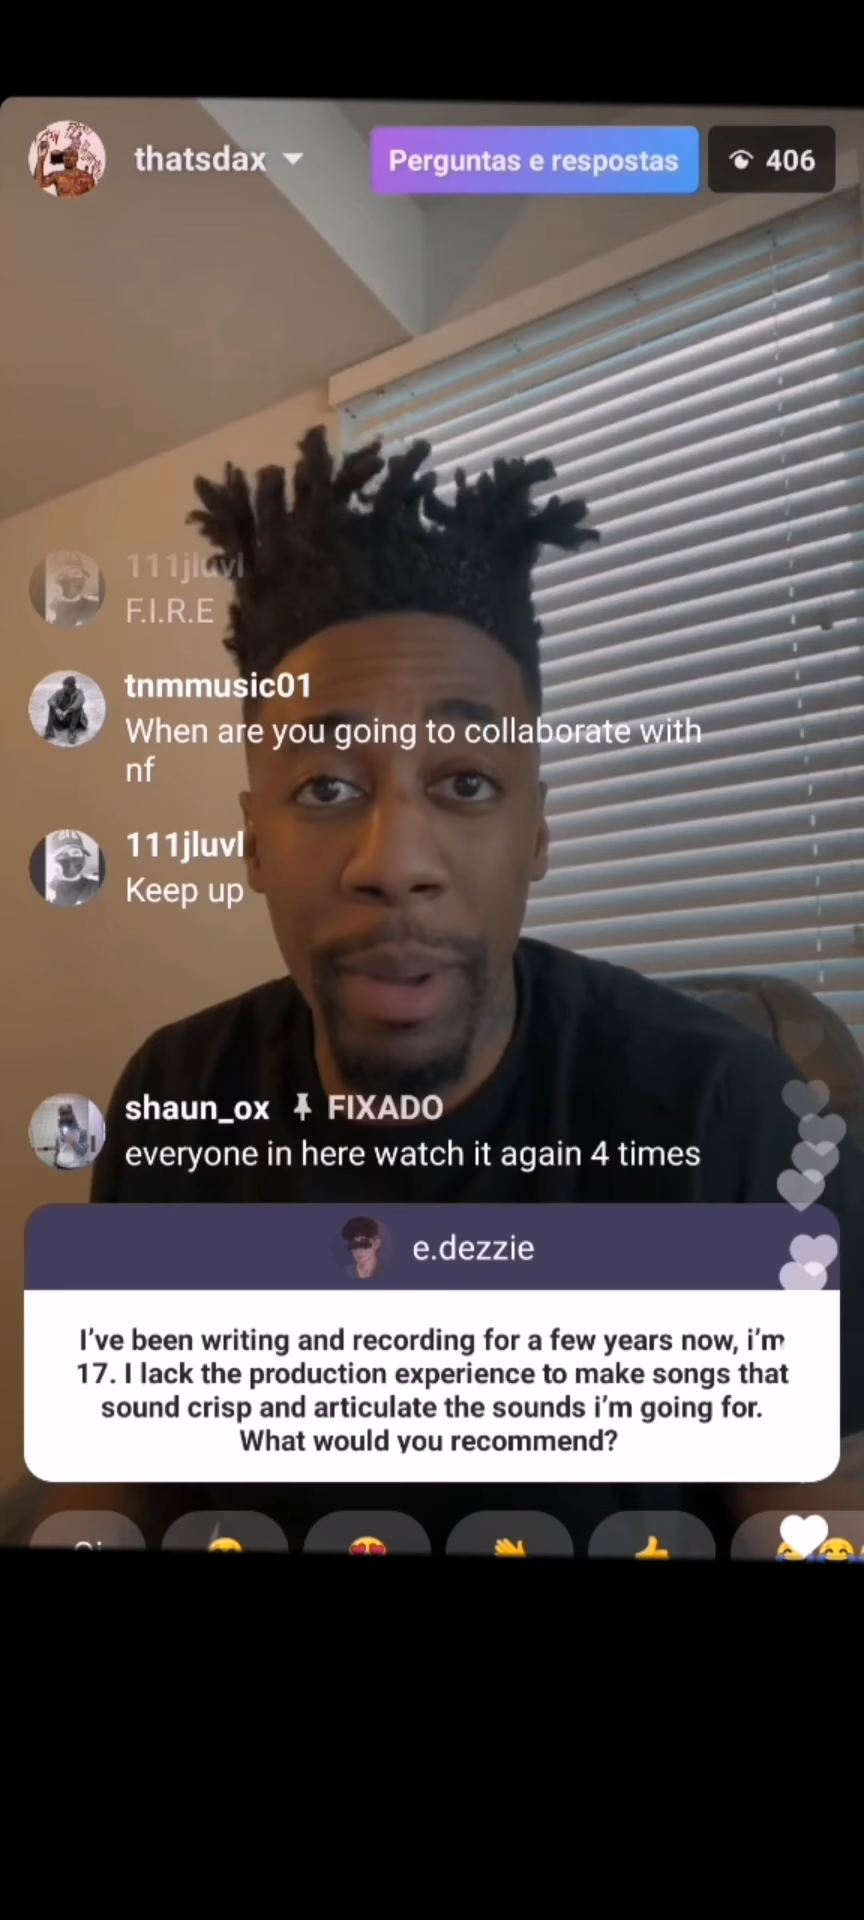 thatsdax
Perguntas e respostas
406
111jluvl
F.I.R.E
tnmmusic01
When are you going to collaborate with
nf
111jluvl
Keep up
shaun_ox FIXADO
everyone in here watch it again 4 times
e.dezzie
I’ve been writing and recording for a few years now, i’m
17. I lack the production experience to make songs that
sound crisp and articulate the sounds i’m going for.
What would you recommend?